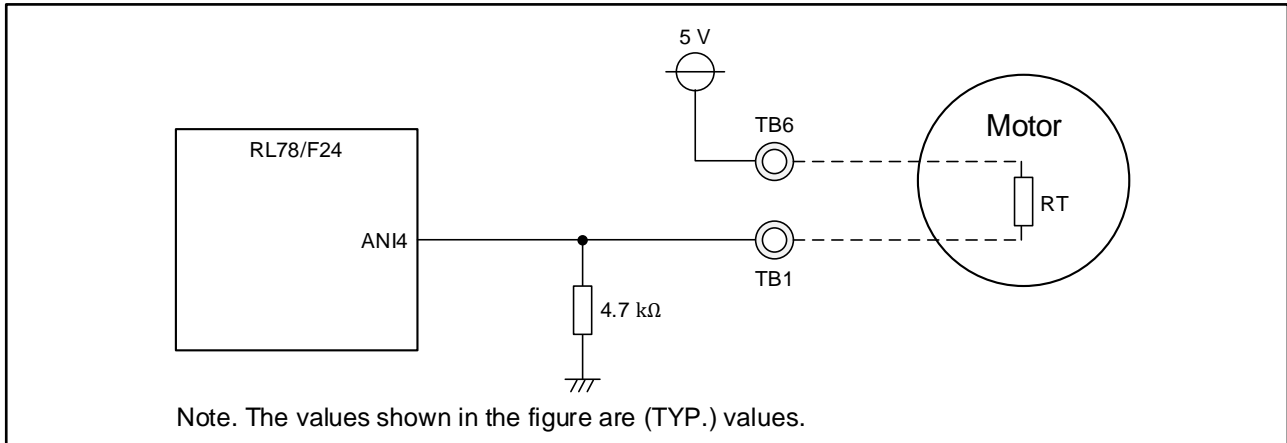 5 V
TB6
Motor
RL78/F24
RT
ANI4
TB1
4.7 kΩ
Note. The values shown in the figure are (TYP.) values.